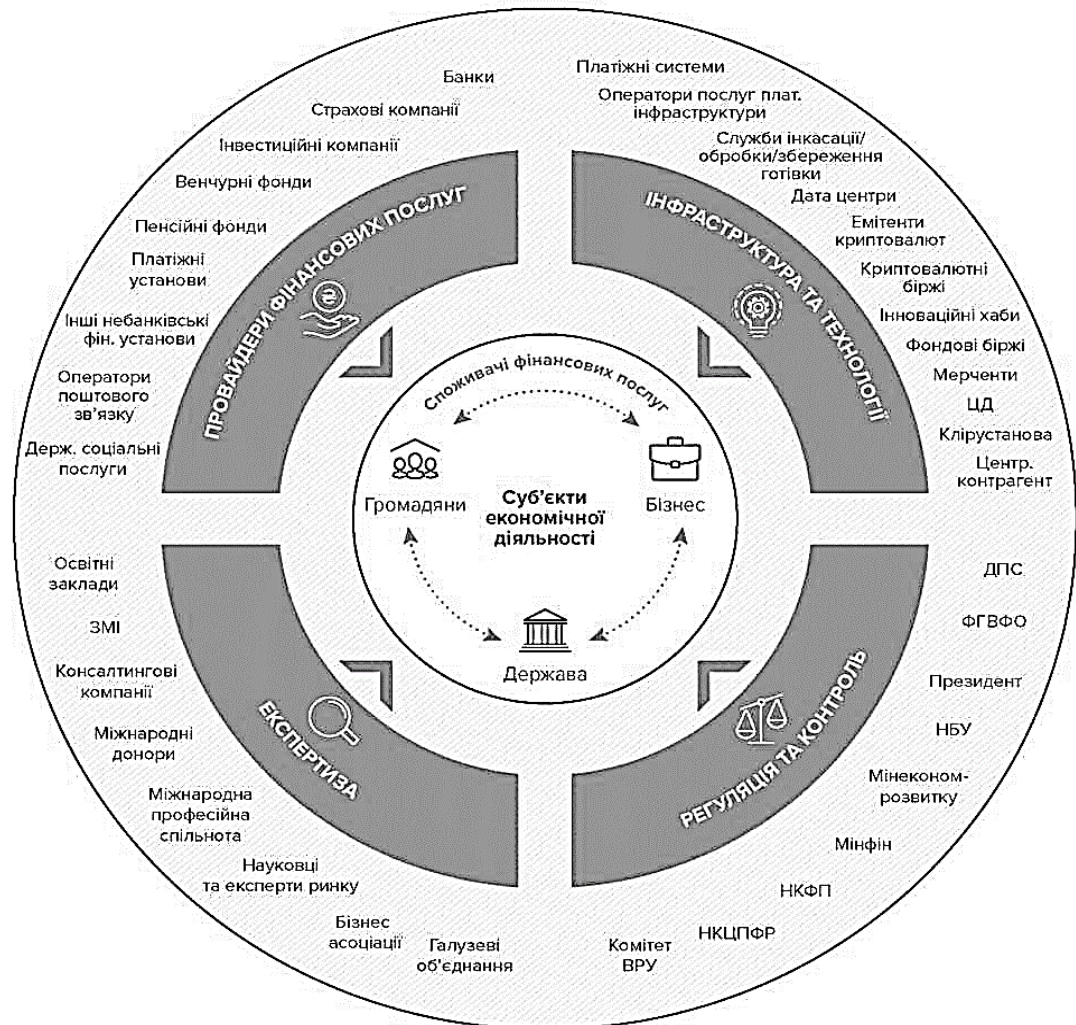 Банки
Страхові компанії
Інвестиційні компанії
Венчурні фонди
Пенсійні фонди
Платіжні
установи
Інші небанківські
фін. установи
Оператори
поштового
зв’язку
Держ. соціальні
послуги
ПРОВАЙДЕРИ ФІНАНСОВИХ ПОСЛУГ
Платіжні системи
Оператори послуг плат.
інфраструктури
Служби інкасації/
обробки/збереження
готівки
Дата центри
Емітенти
криптовалют
Криптовалютні
біржі
Інноваційні хаби
Фондові біржі
Мерченти
ЦД
Клірустанова
Центр.
контрагент
ІНФРАСТРУКТУРА ТА ТЕХНОЛОГІЇ
Споживачі фінансових послуг
Громадяни
Суб’єкти
економічної
діяльності
Бізнес
Держава
Освітні
заклади
ЗМІ
Консалтингові
компанії
Міжнародні
донори
Міжнародна
професійна
спільнота
Науковці
та експерти ринку
Бізнес
асоціації
Галузеві
об’єднання
ЕКСПЕРТИЗА
ДПС
ФГВФО
Президент
НБУ
Мінеконом-
розвитку
Мінфін
НКФП
НКЦПФР
Комітет
ВРУ
РЕГУЛЯЦІЯ ТА КОНТРОЛЬ